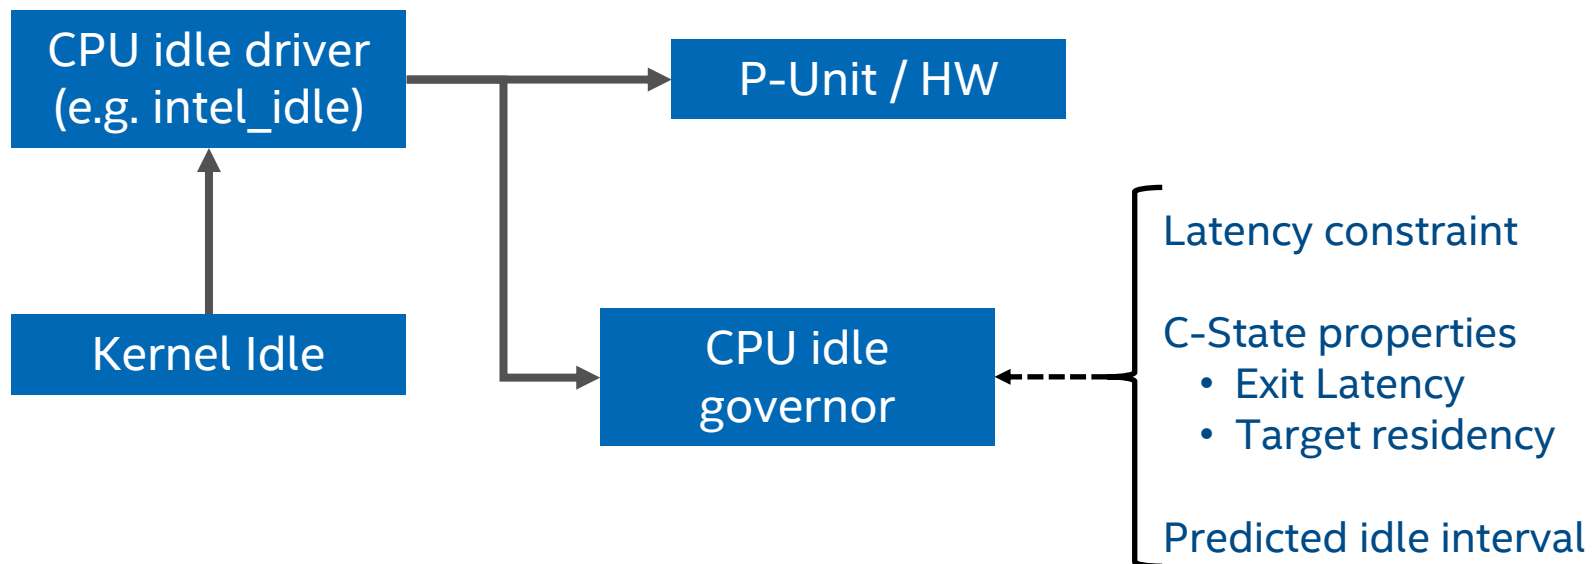 CPU idle driver
(e.g. intel_idle)
P-Unit / HW
Kernel Idle
CPU idle
governor
Latency constraint
C-State properties
• Exit Latency
• Target residency
Predicted idle interval